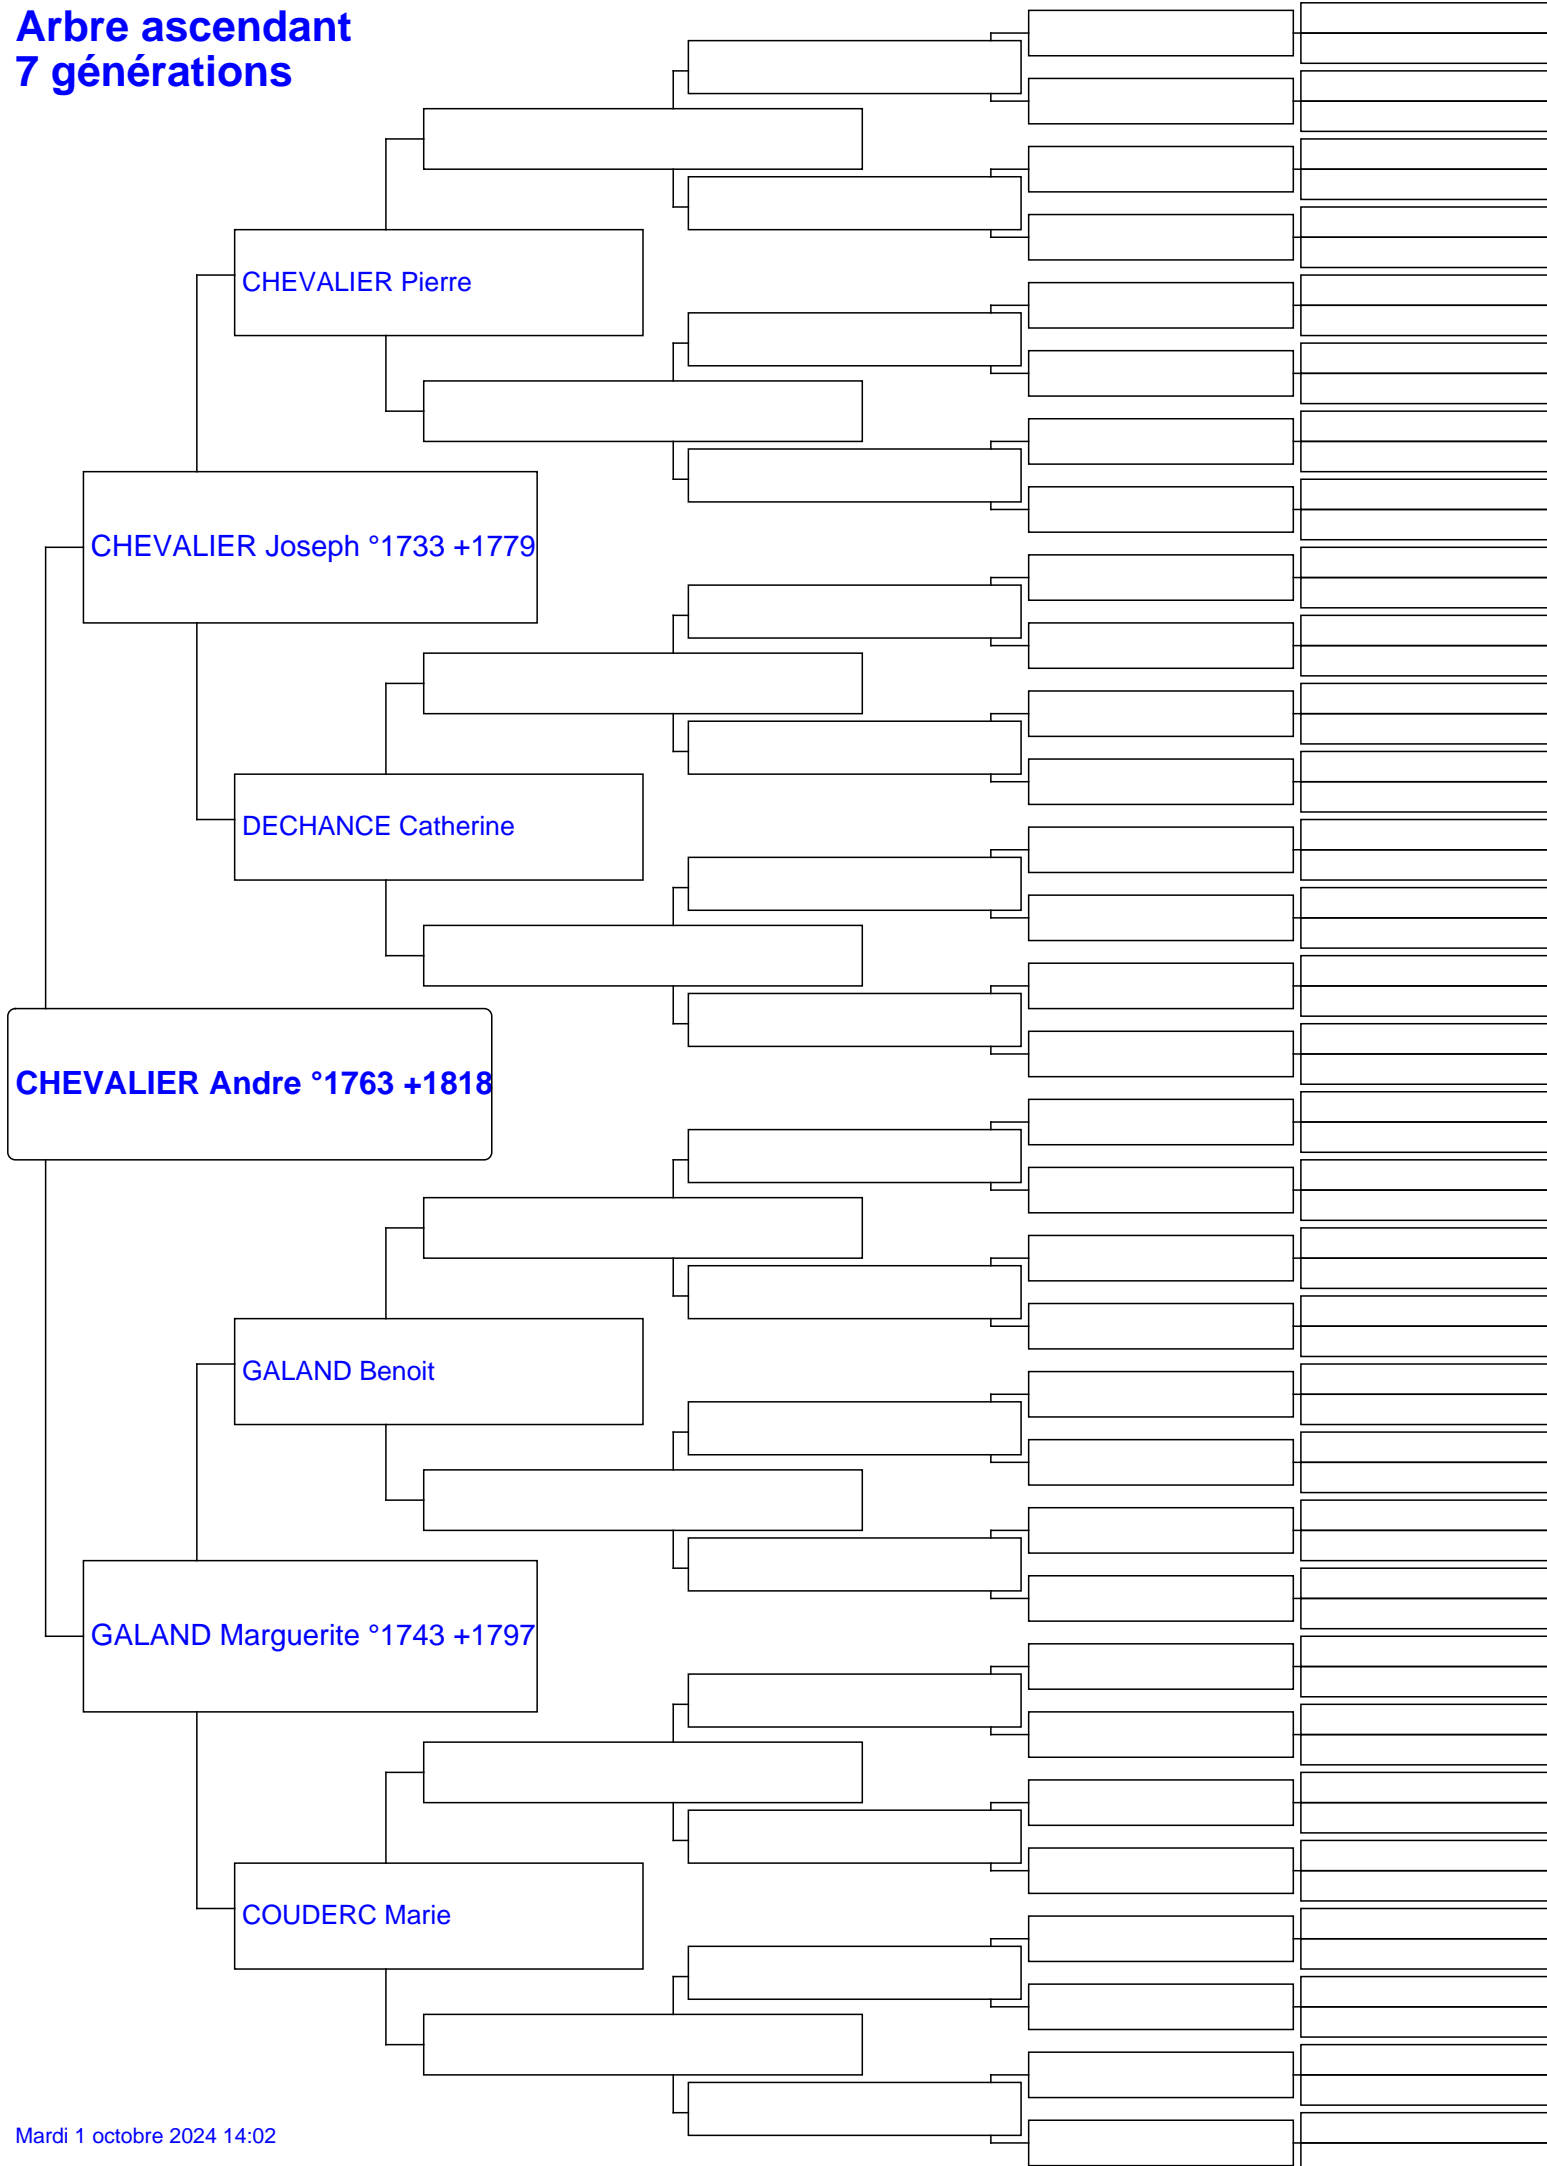 Arbre ascendant
7 générations
CHEVALIER Pierre
CHEVALIER Joseph °1733 +1779
DECHANCE Catherine
CHEVALIER Andre °1763 +1818
GALAND Benoit
GALAND Marguerite °1743 +1797
COUDERC Marie
Mardi 1 octobre 2024 14:02